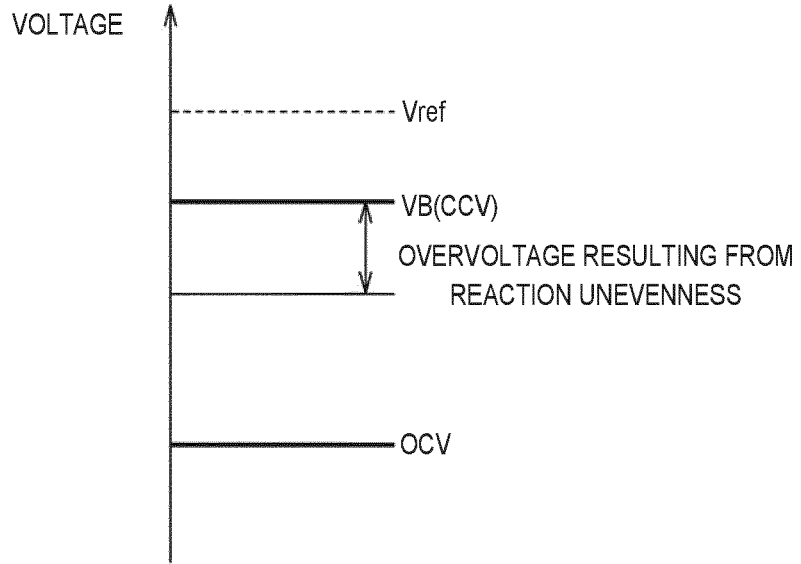 VOLTAGE
Vref
VB(CCV)
OVERVOLTAGE RESULTING FROM
REACTION UNEVENNESS
OCV